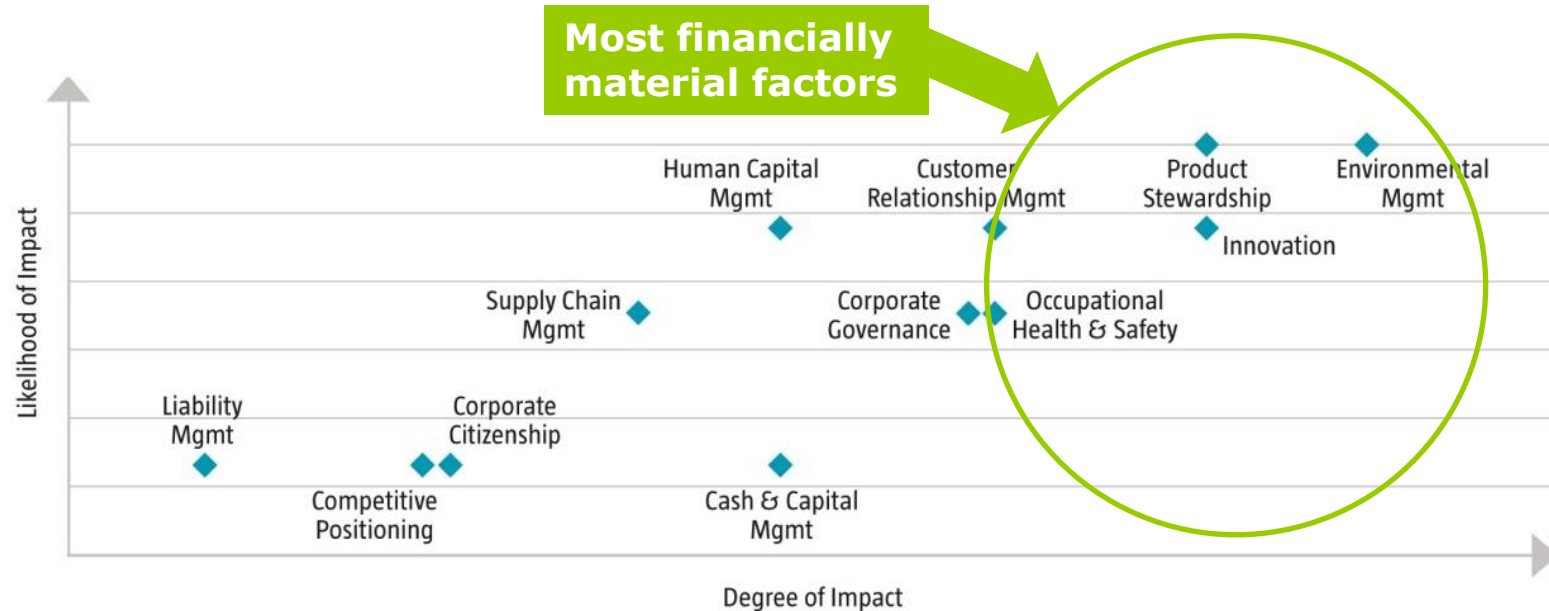 Most financially
material factors
Human Capital
Mgmt
Customer
Relationship Mgmt
Product
Stewardship
Environmental
Mgmt
Innovation
Supply Chain
Mgmt
Corporate
Governance
Occupational
Health & Safety
Liability
Mgmt
Corporate
Citizenship
Competitive
Positioning
Cash & Capital
Mgmt
Likelihood of Impact
Degree of Impact